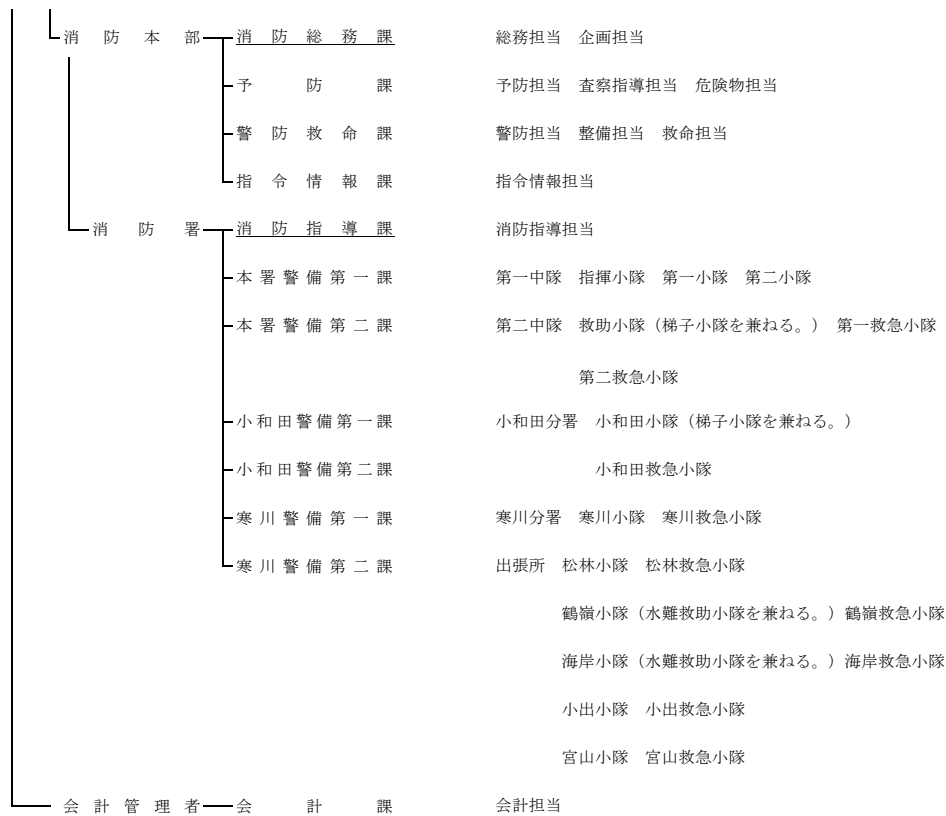 消防本部 消防総務課 総務担当 企画担当
予防課 予防担当 査察指導担当 危険物担当
警防救命課 警防担当 整備担当 救命担当
指令情報課 指令情報担当
消防署 消防指導課 消防指導担当
本署警備第一課 第一中隊 指揮小隊 第一小隊 第二小隊
本署警備第二課 第二中隊 救助小隊(梯子小隊を兼ねる。) 第一救急小隊
第二救急小隊
小和田警備第一課 小和田分署 小和田小隊(梯子小隊を兼ねる。)
小和田警備第二課 小和田救急小隊
寒川警備第一課 寒川分署 寒川小隊 寒川救急小隊
寒川警備第二課 出張所 松林小隊 松林救急小隊
鶴嶺小隊(水難救助小隊を兼ねる。)鶴嶺救急小隊
海岸小隊(水難救助小隊を兼ねる。)海岸救急小隊
小出小隊 小出救急小隊
宮山小隊 宮山救急小隊
会計管理者 会計課 会計担当